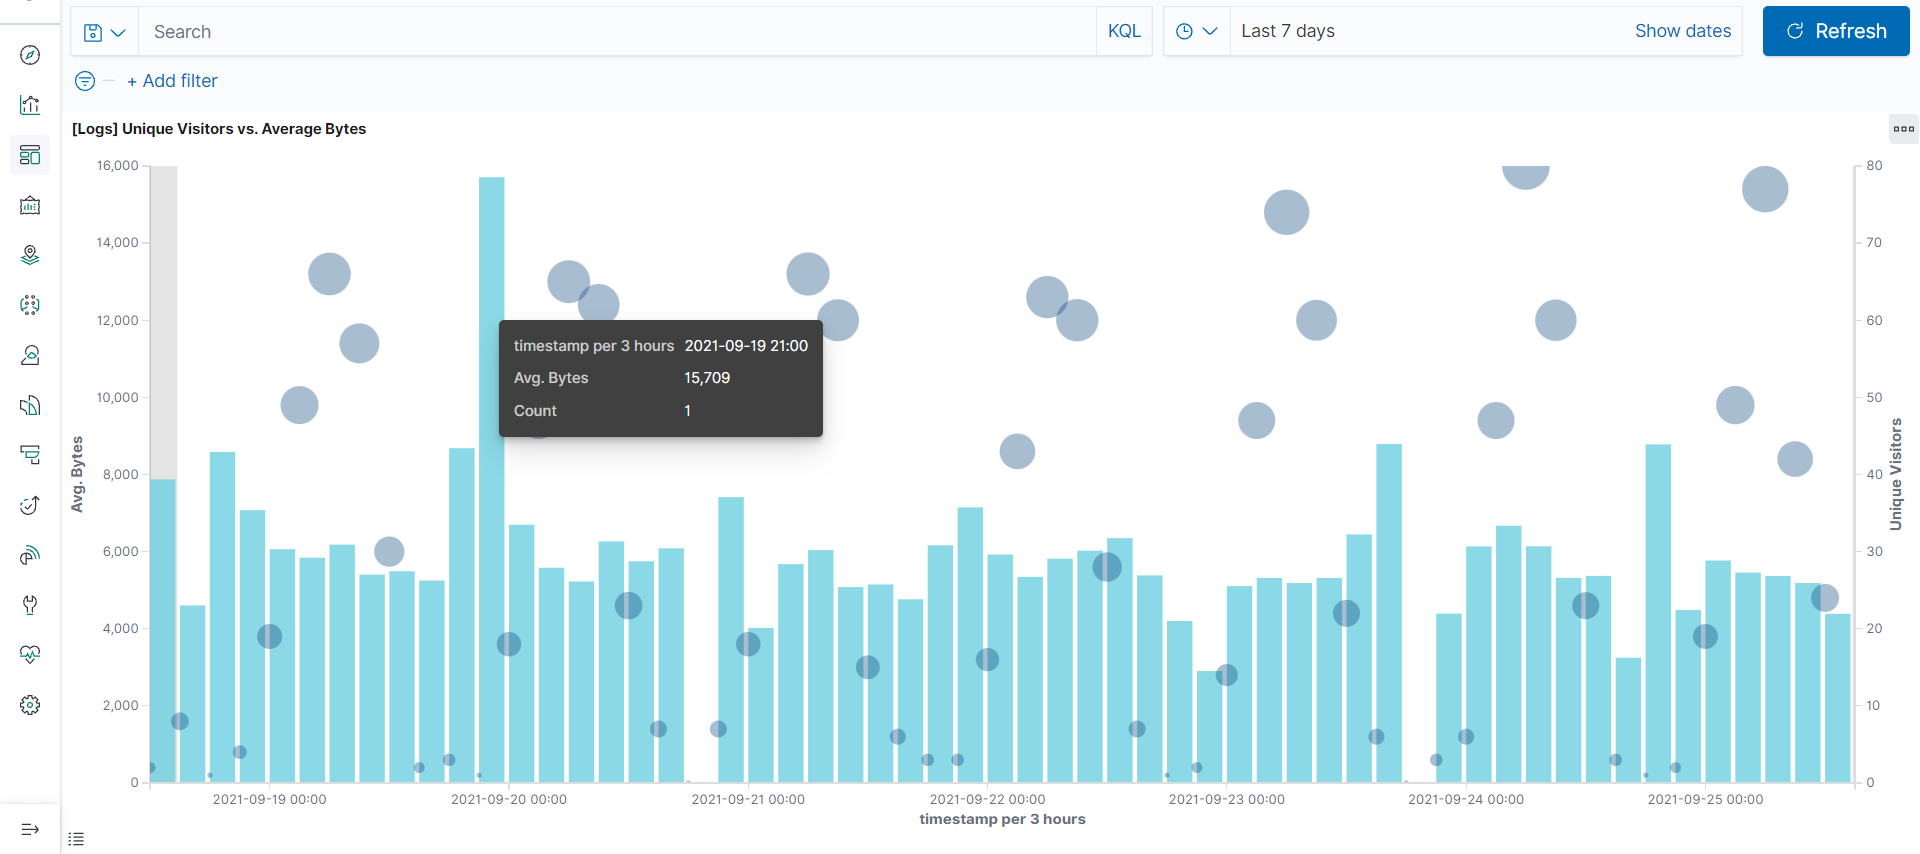 Search KQL Last 7 days Show dates Refresh
+ Add filter
[Logs] Unique Visitors vs. Average Bytes
16,000
14,000
12,000
10,000
8,000
6,000
4,000
2,000
0
Avg. Bytes
timestamp per 3 hours 2021-09-19 21:00
Avg. Bytes 15,709
Count 1
80
70
60
50
40
30
20
10
0
Unique Visitors
2021-09-19 00:00 2021-09-20 00:00 2021-09-21 00:00 2021-09-22 00:00 2021-09-23 00:00 2021-09-24 00:00 2021-09-25 00:00
timestamp per 3 hours